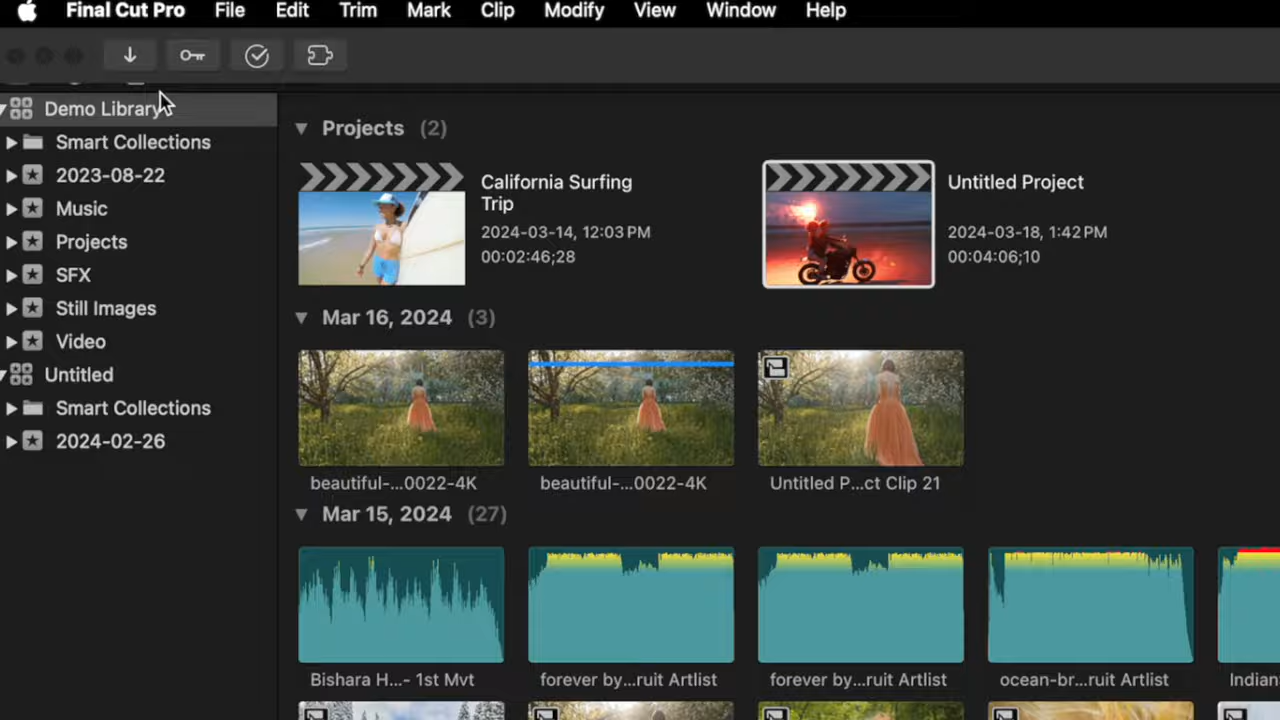 Final Cut Pro File Edit Trim Mark Clip Modify View Window Help
Demo Library
Smart Collections
2023-08-22
Music
Projects
SFX
Still Images
Video
Untitled
Smart Collections
2024-02-26
Projects (2)
California Surfing
Trip
2024-03-14, 12:03 PM
00:02:46;28
Untitled Project
2024-03-18, 1:42 PM
00:04:06;10
Mar 16, 2024 (3)
beautiful-...0022-4K
beautiful-...0022-4K
Untitled P...ct Clip 21
Mar 15, 2024 (27)
Bishara H...- 1st Mvt
forever by...ruit Artlist
forever by...ruit Artlist
ocean-br...ruit Artlist
Indian